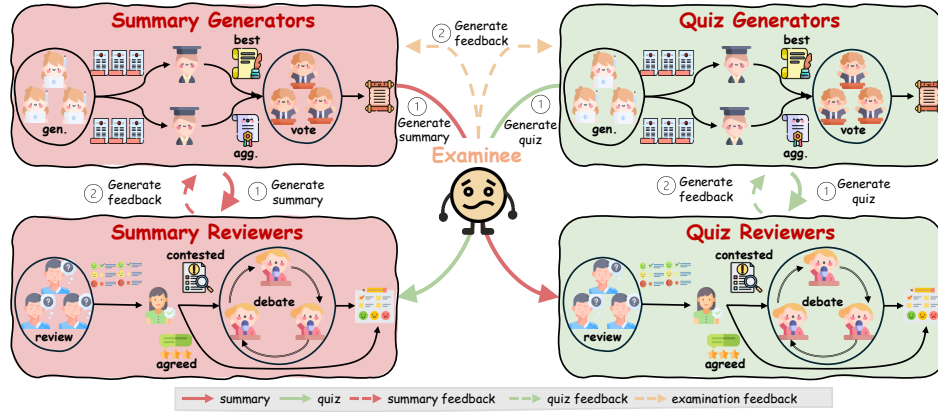 Summary Generators
gen.
best
agg.
vote
① Generate
summary
② Generate
feedback
① Generate
quiz
Quiz Generators
gen.
best
agg.
vote
Examinee
② Generate
feedback
① Generate
summary
② Generate
feedback
① Generate
quiz
Summary Reviewers
review
contested
agreed
debate
Quiz Reviewers
review
contested
agreed
debate
summary quiz summary feedback quiz feedback examination feedback